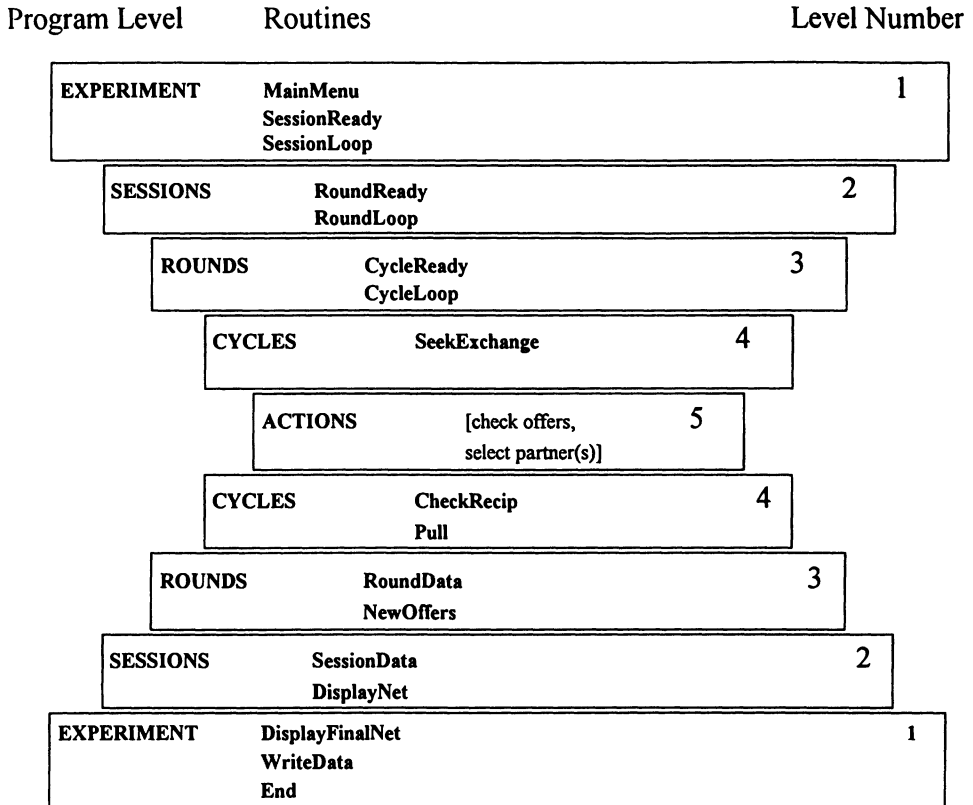 Program Level Routines Level Number
EXPERIMENT MainMenu 1
SessionReady
SessionLoop
SESSIONS RoundReady 2
RoundLoop
ROUNDS CycleReady 3
CycleLoop
CYCLES SeekExchange 4
ACTIONS [check offers, 5
select partner(s)]
CYCLES CheckRecip 4
Pull
ROUNDS RoundData 3
NewOffers
SESSIONS SessionData 2
DisplayNet
EXPERIMENT DisplayFinalNet 1
WriteData
End